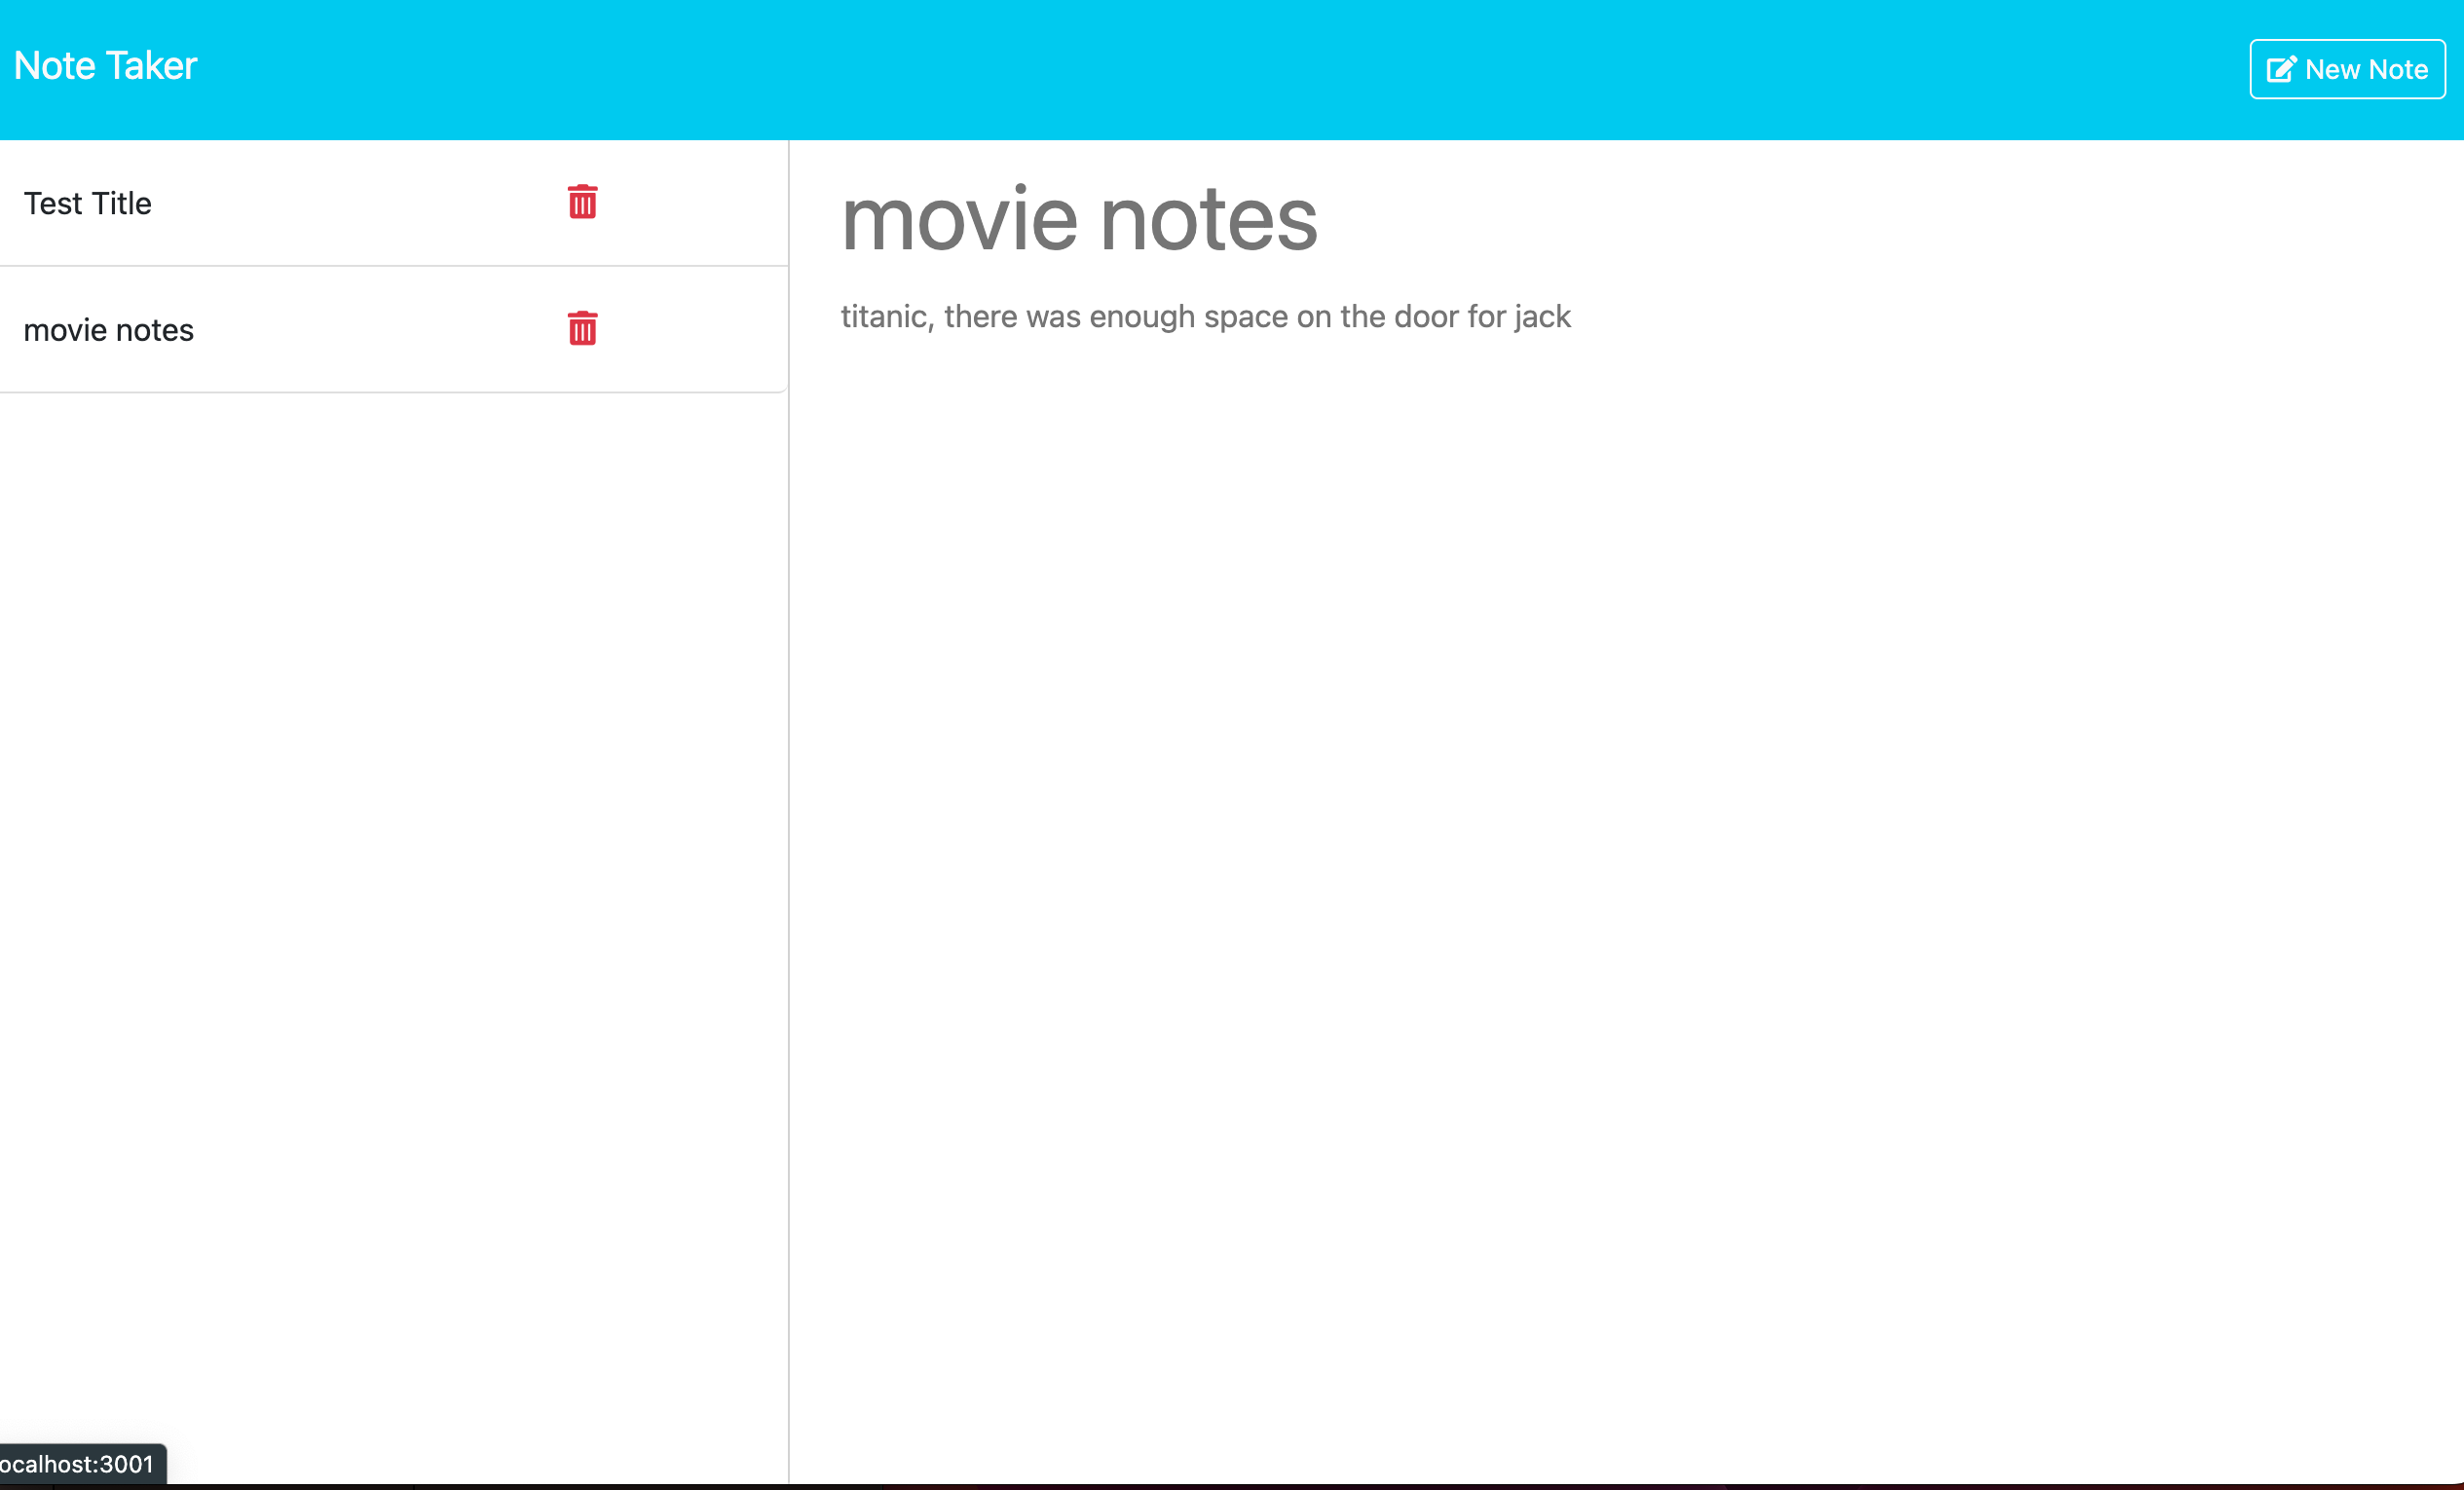 Note Taker
New Note
Test Title
movie notes
movie notes
titanic, there was enough space on the door for jack
ocalhost:3001